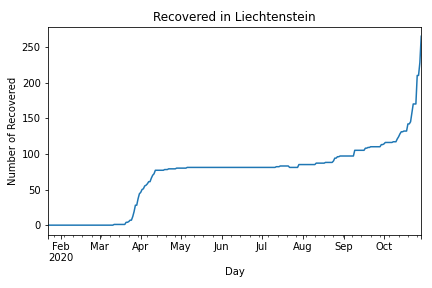 Recovered in Liechtenstein
Number of Recovered
250
200
150
100
50
0
Feb Mar Apr May Jun Jul Aug Sep Oct
2020
Day